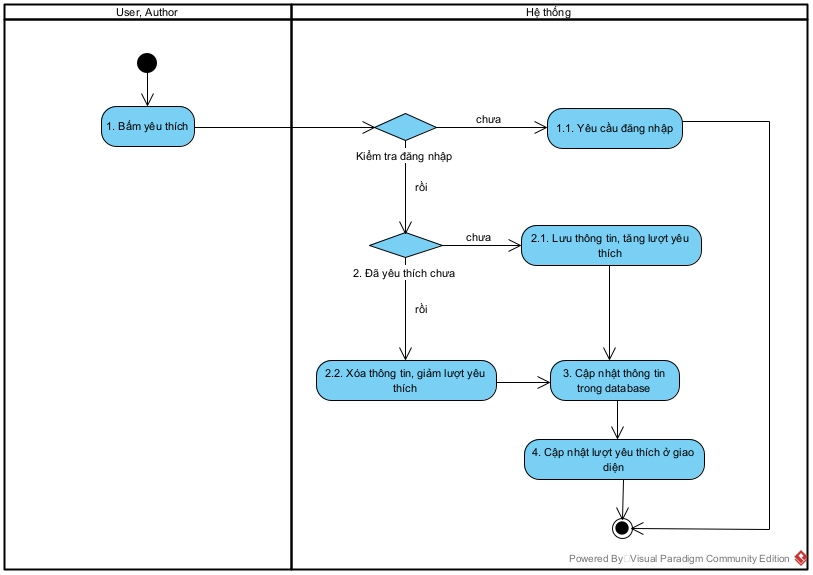 User, Author
Hệ thống
1. Bấm yêu thích
chưa
1.1. Yêu cầu đăng nhập
Kiểm tra đăng nhập
rồi
chưa
2.1. Lưu thông tin, tăng lượt yêu
thích
2. Đã yêu thích chưa
rồi
2.2. Xóa thông tin, giảm lượt yêu
thích
3. Cập nhật thông tin
trong database
4. Cập nhật lượt yêu thích ở giao
diện
Powered By Visual Paradigm Community Edition